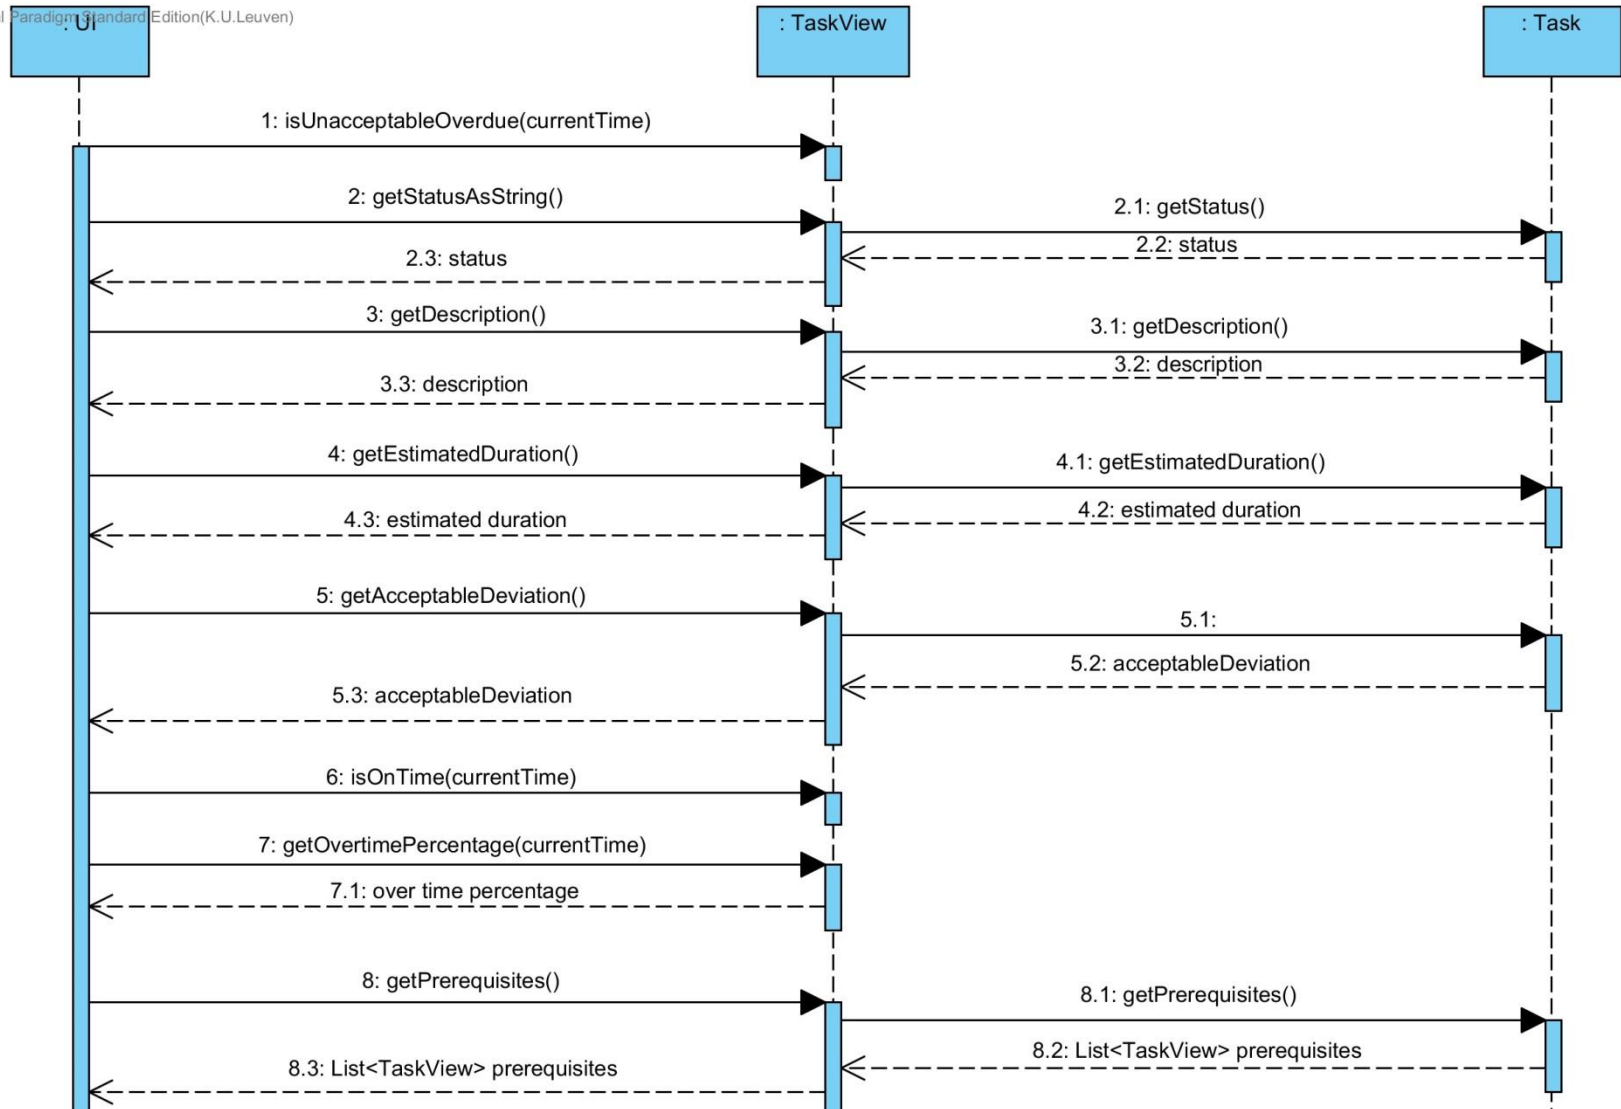 l Paradigm Standard Edition(K.U.Leuven)
: UI
: TaskView
: Task
1: isUnacceptableOverdue(currentTime)
2: getStatusAsString()
2.1: getStatus()
2.2: status
2.3: status
3: getDescription()
3.1: getDescription()
3.2: description
3.3: description
4: getEstimatedDuration()
4.1: getEstimatedDuration()
4.2: estimated duration
4.3: estimated duration
5: getAcceptableDeviation()
5.1:
5.2: acceptableDeviation
5.3: acceptableDeviation
6: isOnTime(currentTime)
7: getOvertimePercentage(currentTime)
7.1: over time percentage
8: getPrerequisites()
8.1: getPrerequisites()
8.2: List<TaskView> prerequisites
8.3: List<TaskView> prerequisites